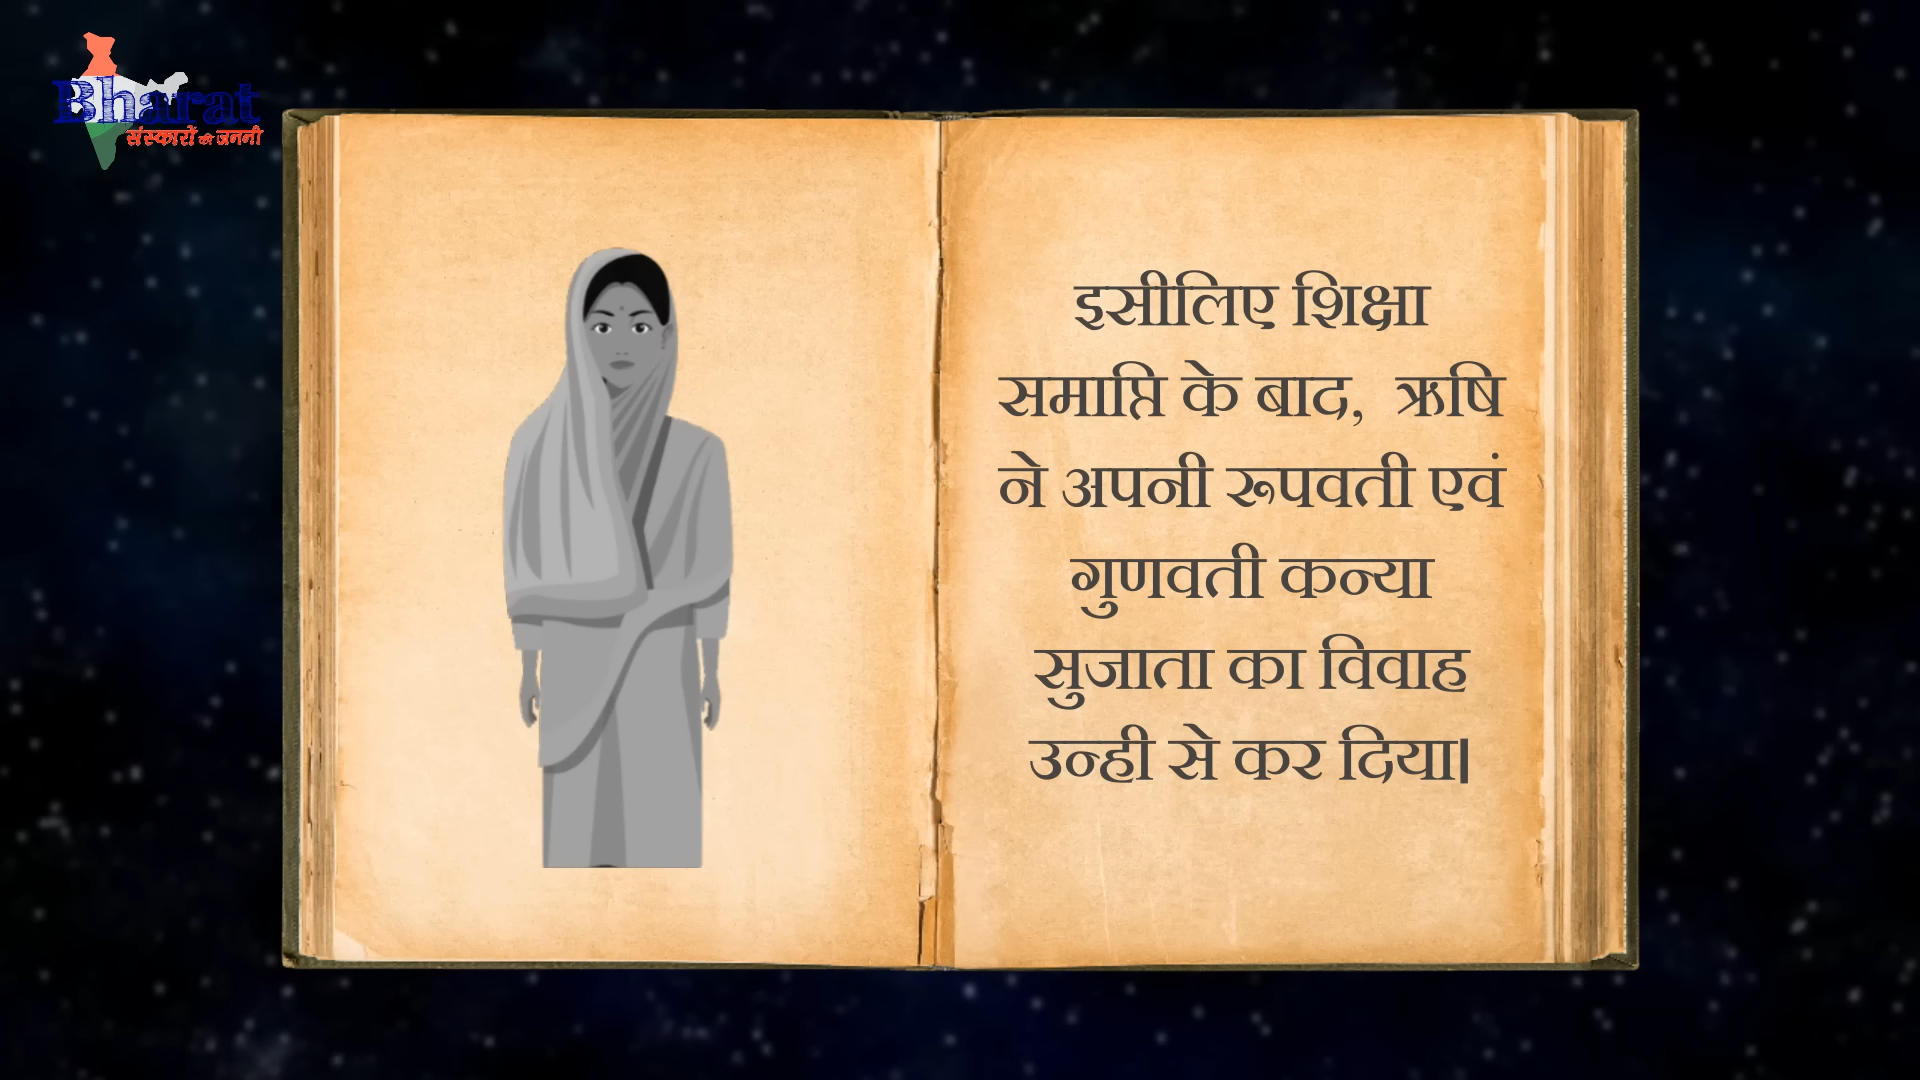 Bharat
संस्कारों की जननी
इसीलिए शिक्षा
समाप्ति के बाद, ऋषि
ने अपनी रूपवती एवं
गुणवती कन्या
सुजाता का विवाह
उन्ही से कर दिया।